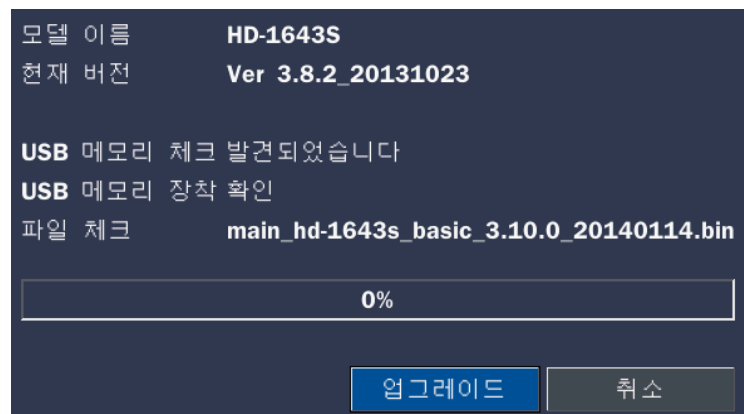 모델 이름 HD-1643S
현재 버전 Ver 3.8.2_20131023
USB 메모리 체크 발견되었습니다
USB 메모리 장착 확인
파일 체크 main_hd-1643s_basic_3.10.0_20140114.bin
0%
업그레이드 취소